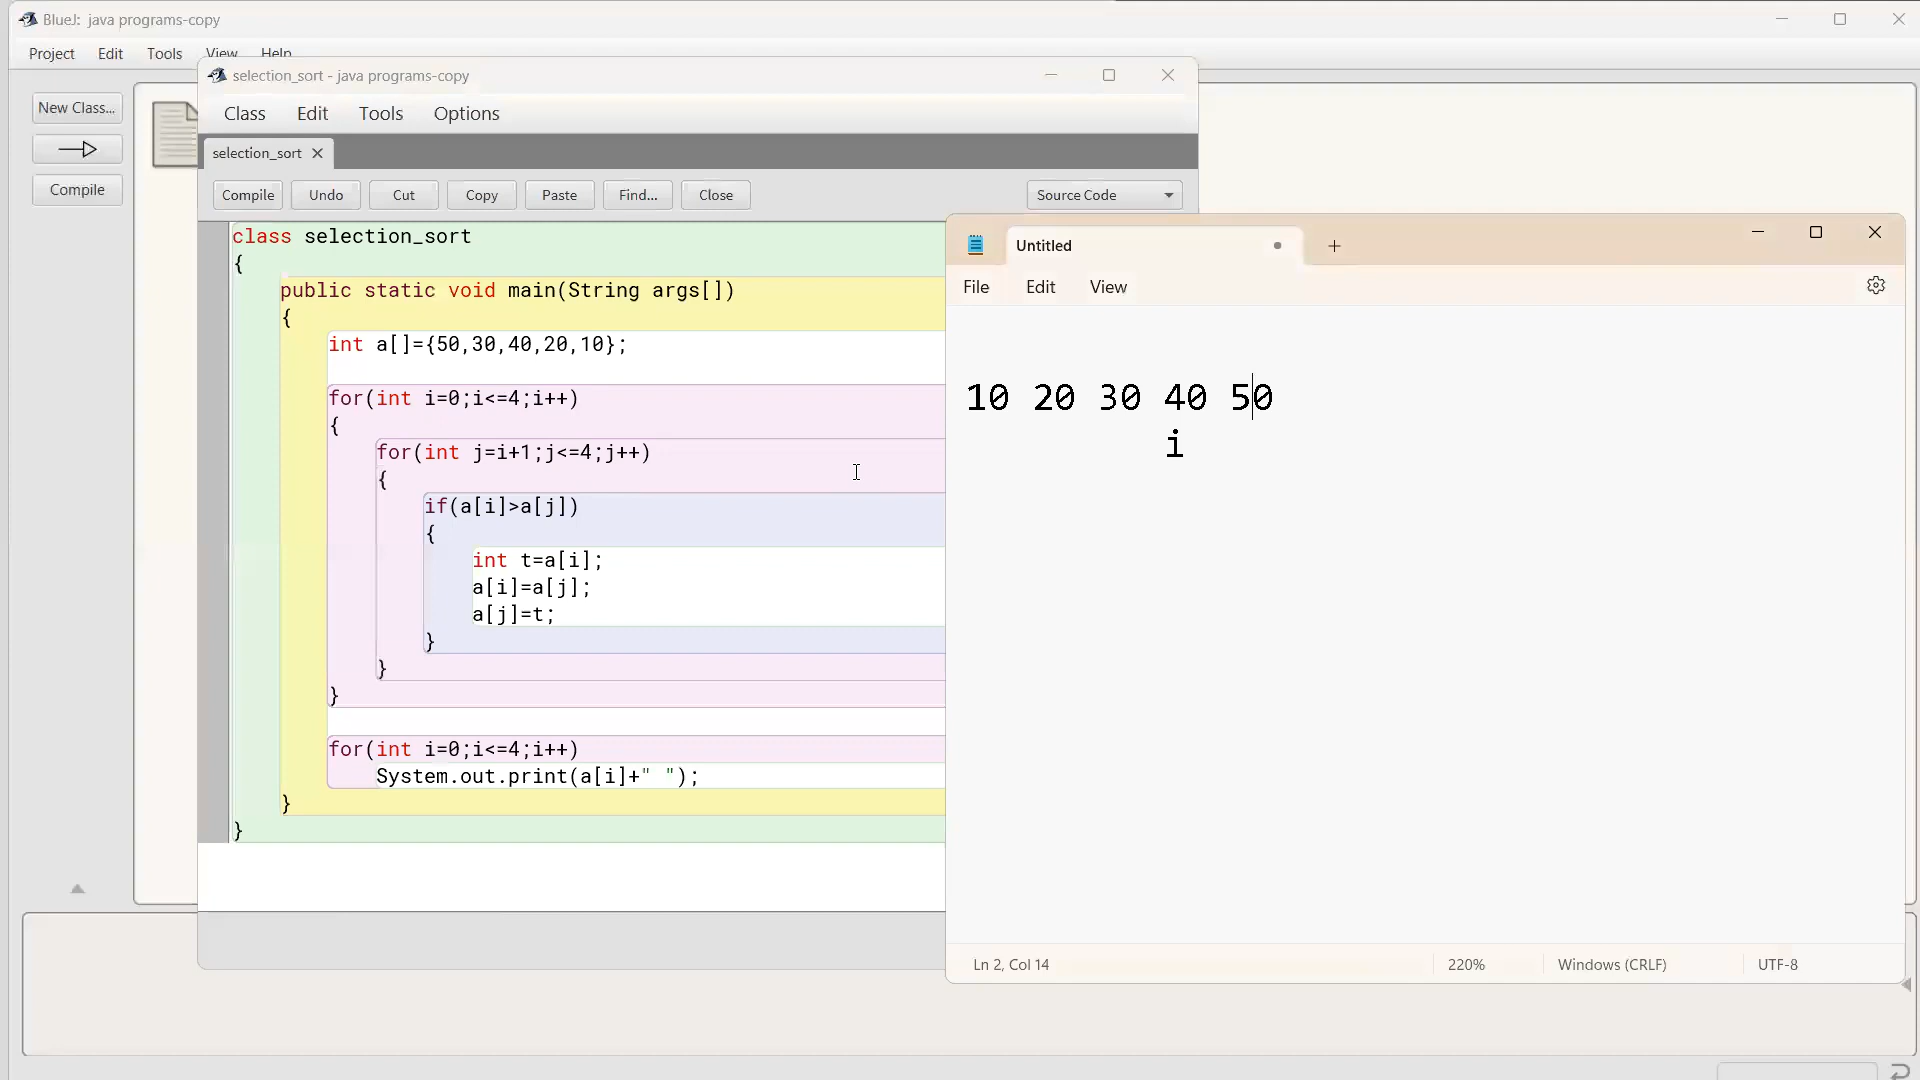 BlueJ: java programs-copy
Project Edit Tools View Help
New Class...
Compile
selection_sort - java programs-copy
Class Edit Tools Options
selection_sort
Compile Undo Cut Copy Paste Find... Close Source Code
class selection_sort
{
public static void main(String args[])
{
int a[]={50,30,40,20,10};
for(int i=0;i<=4;i++)
{
for(int j=i+1;j<=4;j++)
{
if(a[i]>a[j])
{
int t=a[i];
a[i]=a[j];
a[j]=t;
}
}
}
for(int i=0;i<=4;i++)
System.out.print(a[i]+" ");
}
}
Untitled
File Edit View
10 20 30 40 50
i
Ln 2, Col 14 220% Windows (CRLF) UTF-8